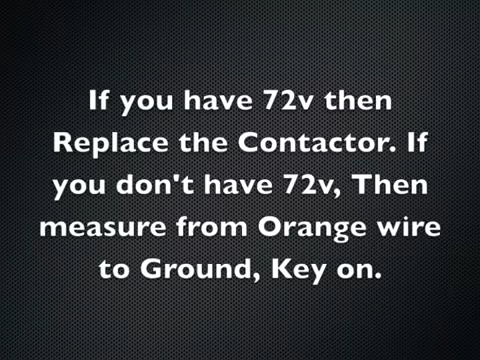 If you have 72v then
Replace the Contactor. If
you don't have 72v, Then
measure from Orange wire
to Ground, Key on.